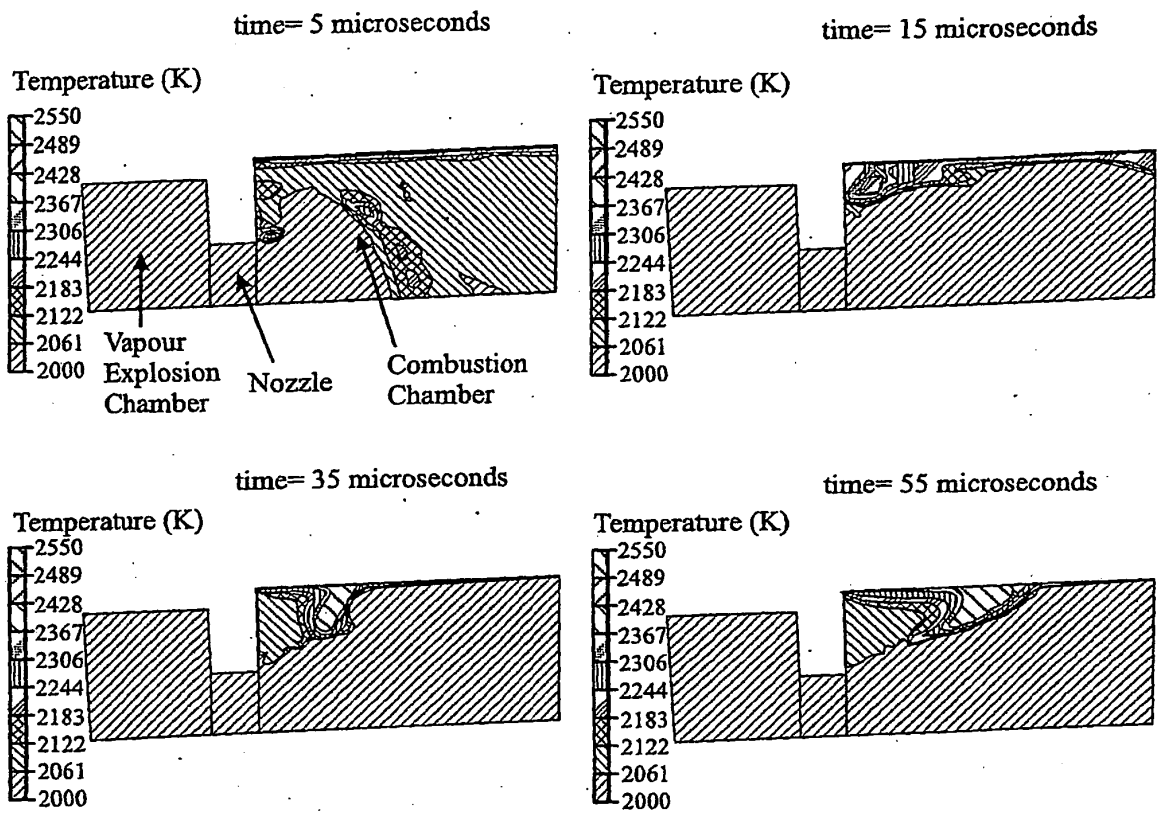 time= 5 microseconds
Temperature (K)
2550
2489
2428
2367
2306
2244
2183
2122
2061
2000
Vapour
Explosion
Chamber
Nozzle
Combustion
Chamber
time= 15 microseconds
Temperature (K)
2550
2489
2428
2367
2306
2244
2183
2122
2061
2000
time= 35 microseconds
Temperature (K)
2550
2489
2428
2367
2306
2244
2183
2122
2061
2000
time= 55 microseconds
Temperature (K)
2550
2489
2428
2367
2306
2244
2183
2122
2061
2000